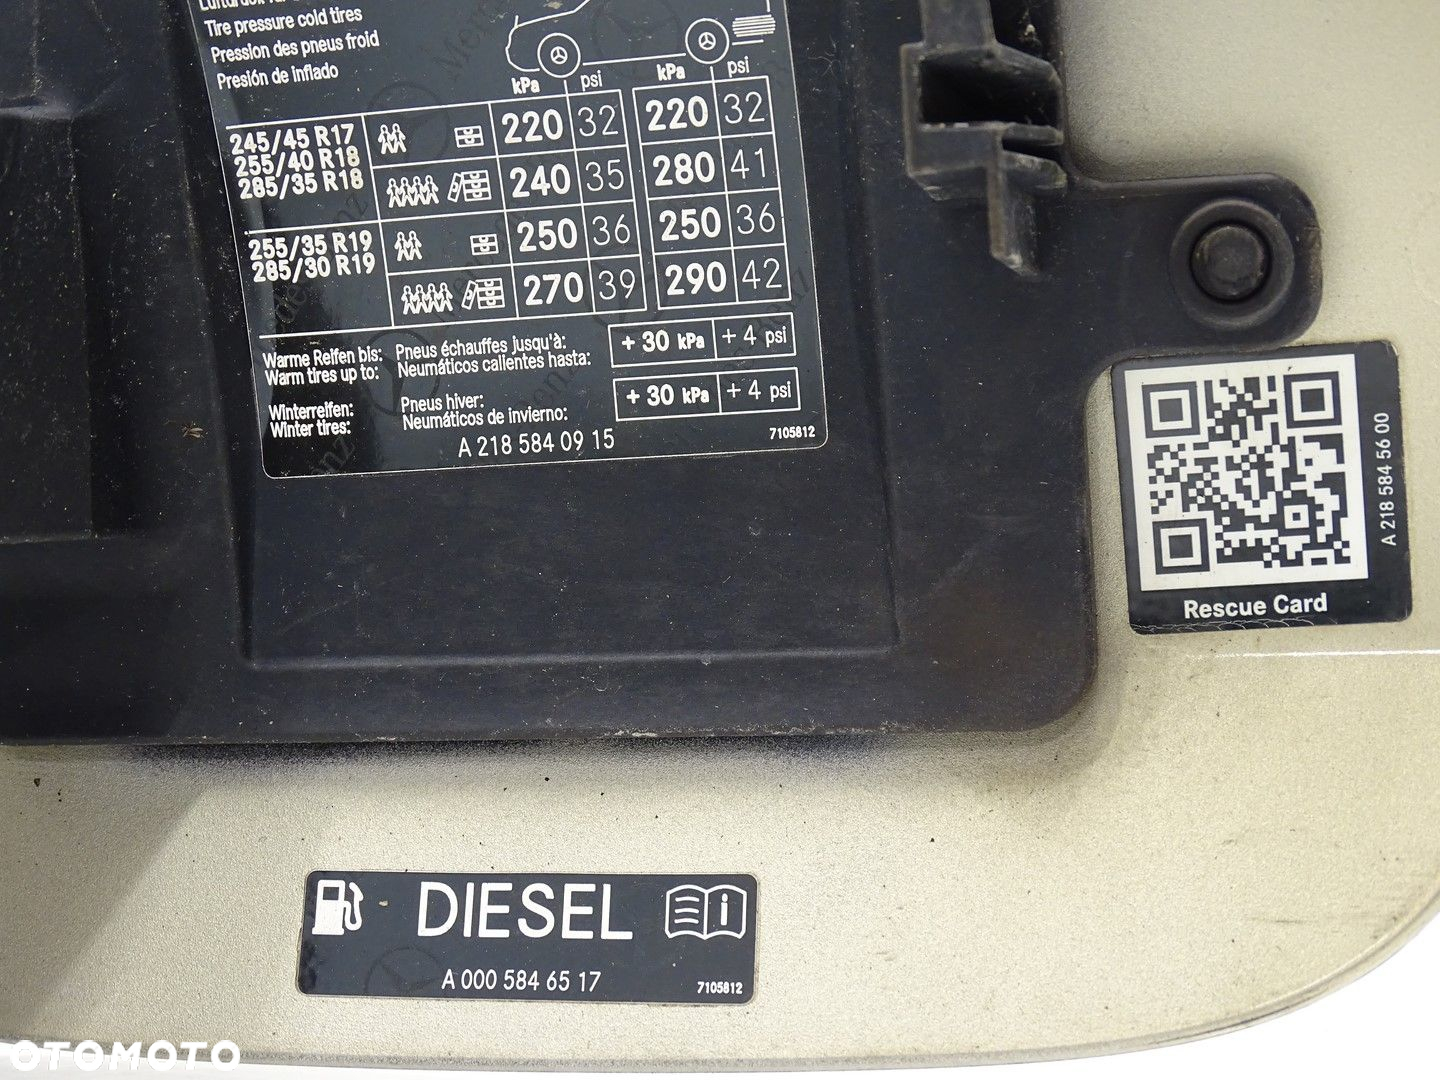 Tire pressure cold tires
Pression des pneus froid
Presión de inflado
kPa psi kPa psi
245/45 R17
255/40 R18
285/35 R18
220 32 220 32
240 35 280 41
255/35 R19
285/30 R19
250 36 250 36
270 39 290 42
Warme Reifen bis: Pneus échauffes jusqu'à:
Warm tires up to: Neumáticos calientes hasta:
+ 30 kPa + 4 psi
Winterreifen: Pneus hiver:
Winter tires: Neumáticos de invierno:
+ 30 kPa + 4 psi
A 218 584 09 15
7105812
A 218 584 56 00
Rescue Card
DIESEL
A 000 584 65 17
7105812
OTOMOTO